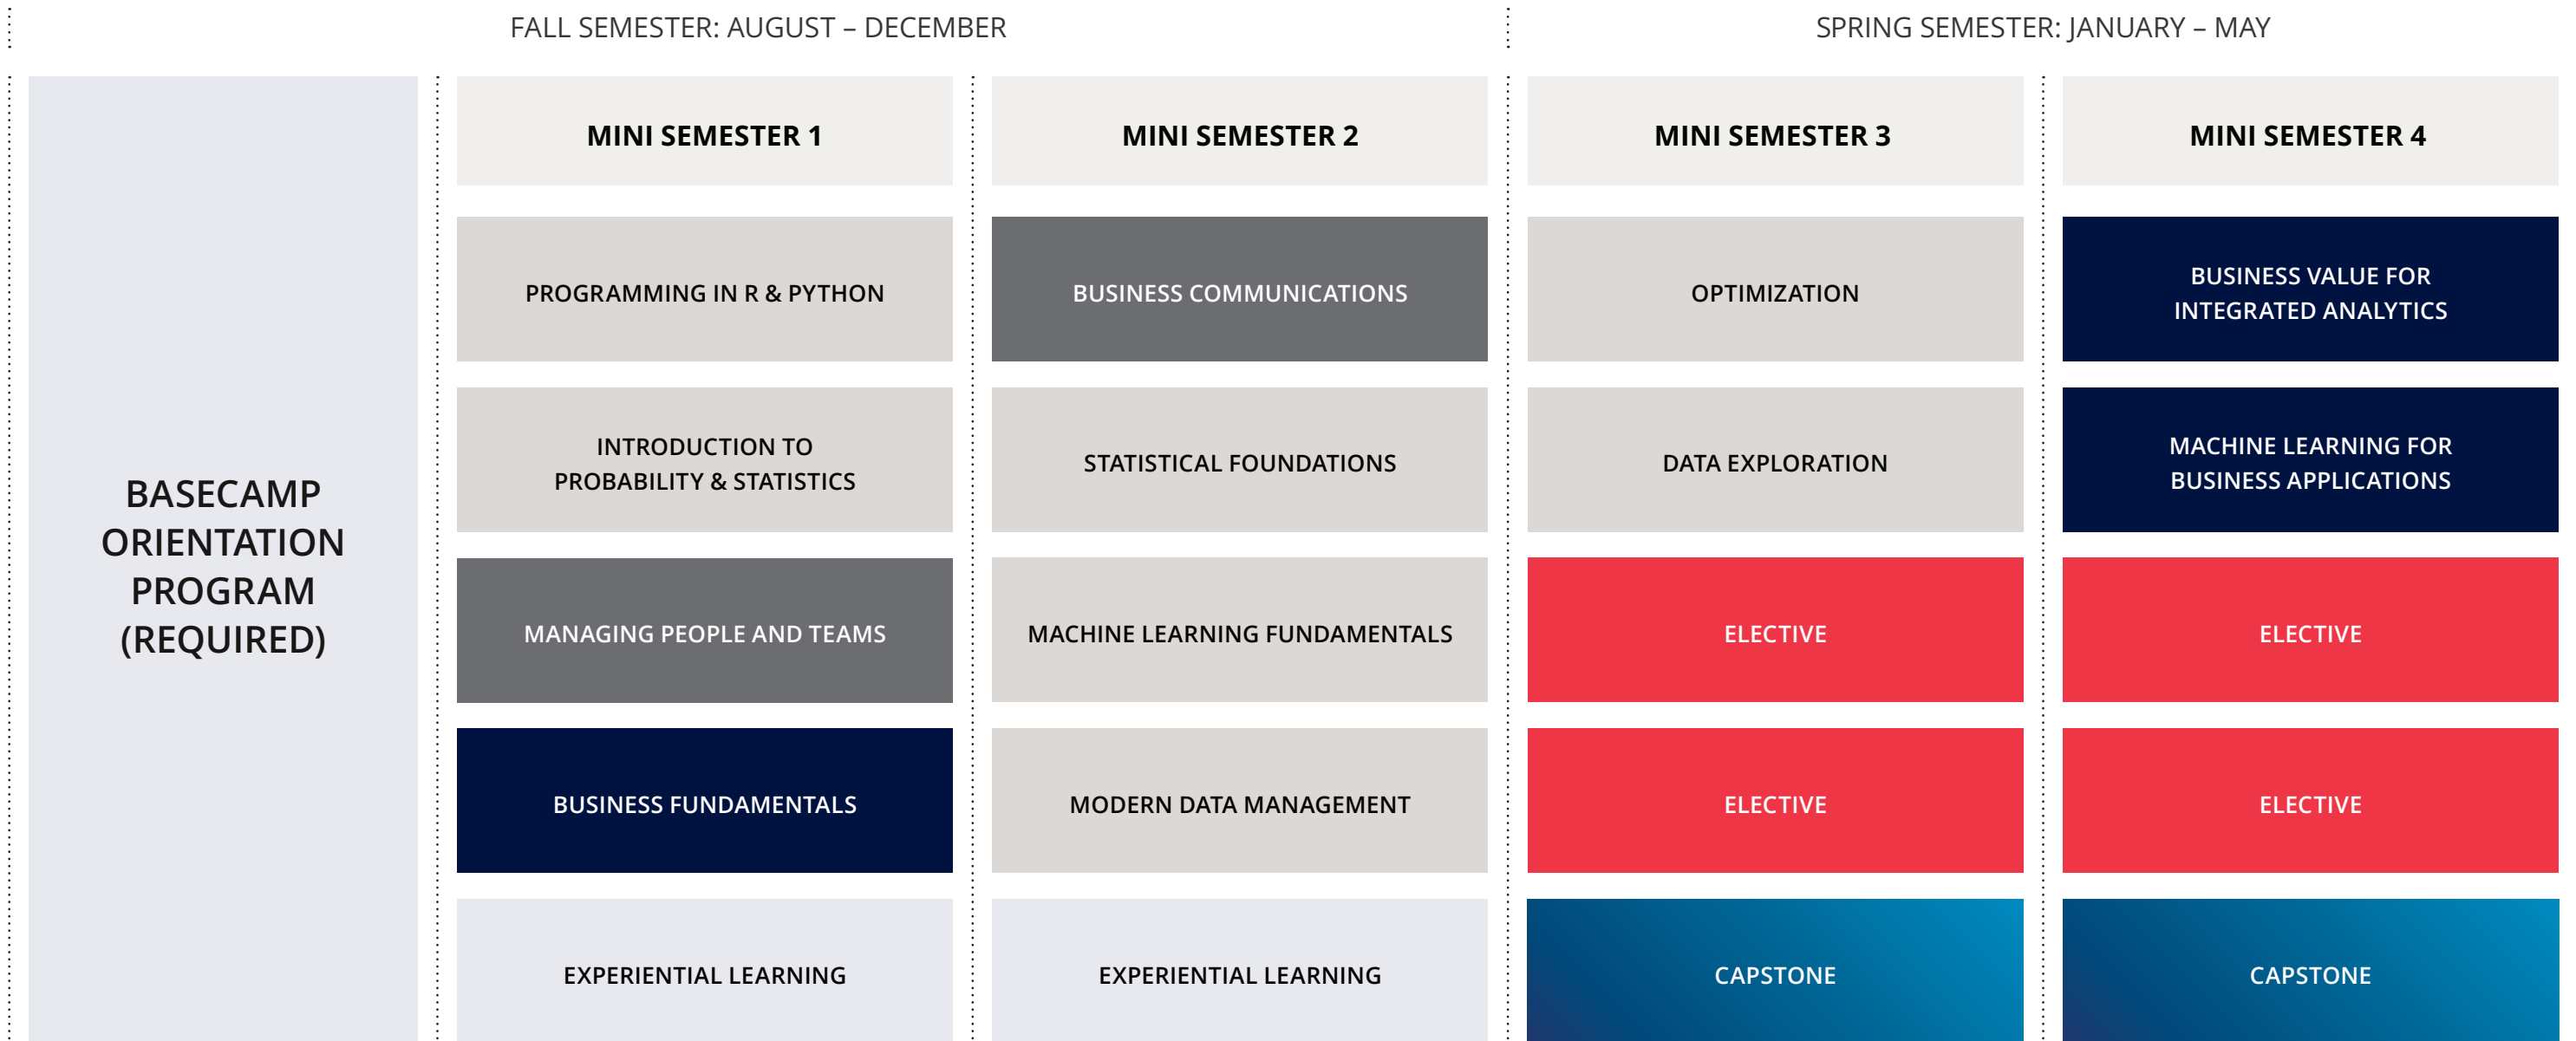 FALL SEMESTER: AUGUST – DECEMBER
SPRING SEMESTER: JANUARY – MAY
BASECAMP
ORIENTATION
PROGRAM
(REQUIRED)
MINI SEMESTER 1
PROGRAMMING IN R & PYTHON
INTRODUCTION TO
PROBABILITY & STATISTICS
MANAGING PEOPLE AND TEAMS
BUSINESS FUNDAMENTALS
EXPERIENTIAL LEARNING
MINI SEMESTER 2
BUSINESS COMMUNICATIONS
STATISTICAL FOUNDATIONS
MACHINE LEARNING FUNDAMENTALS
MODERN DATA MANAGEMENT
EXPERIENTIAL LEARNING
MINI SEMESTER 3
OPTIMIZATION
DATA EXPLORATION
ELECTIVE
ELECTIVE
CAPSTONE
MINI SEMESTER 4
BUSINESS VALUE FOR
INTEGRATED ANALYTICS
MACHINE LEARNING FOR
BUSINESS APPLICATIONS
ELECTIVE
ELECTIVE
CAPSTONE